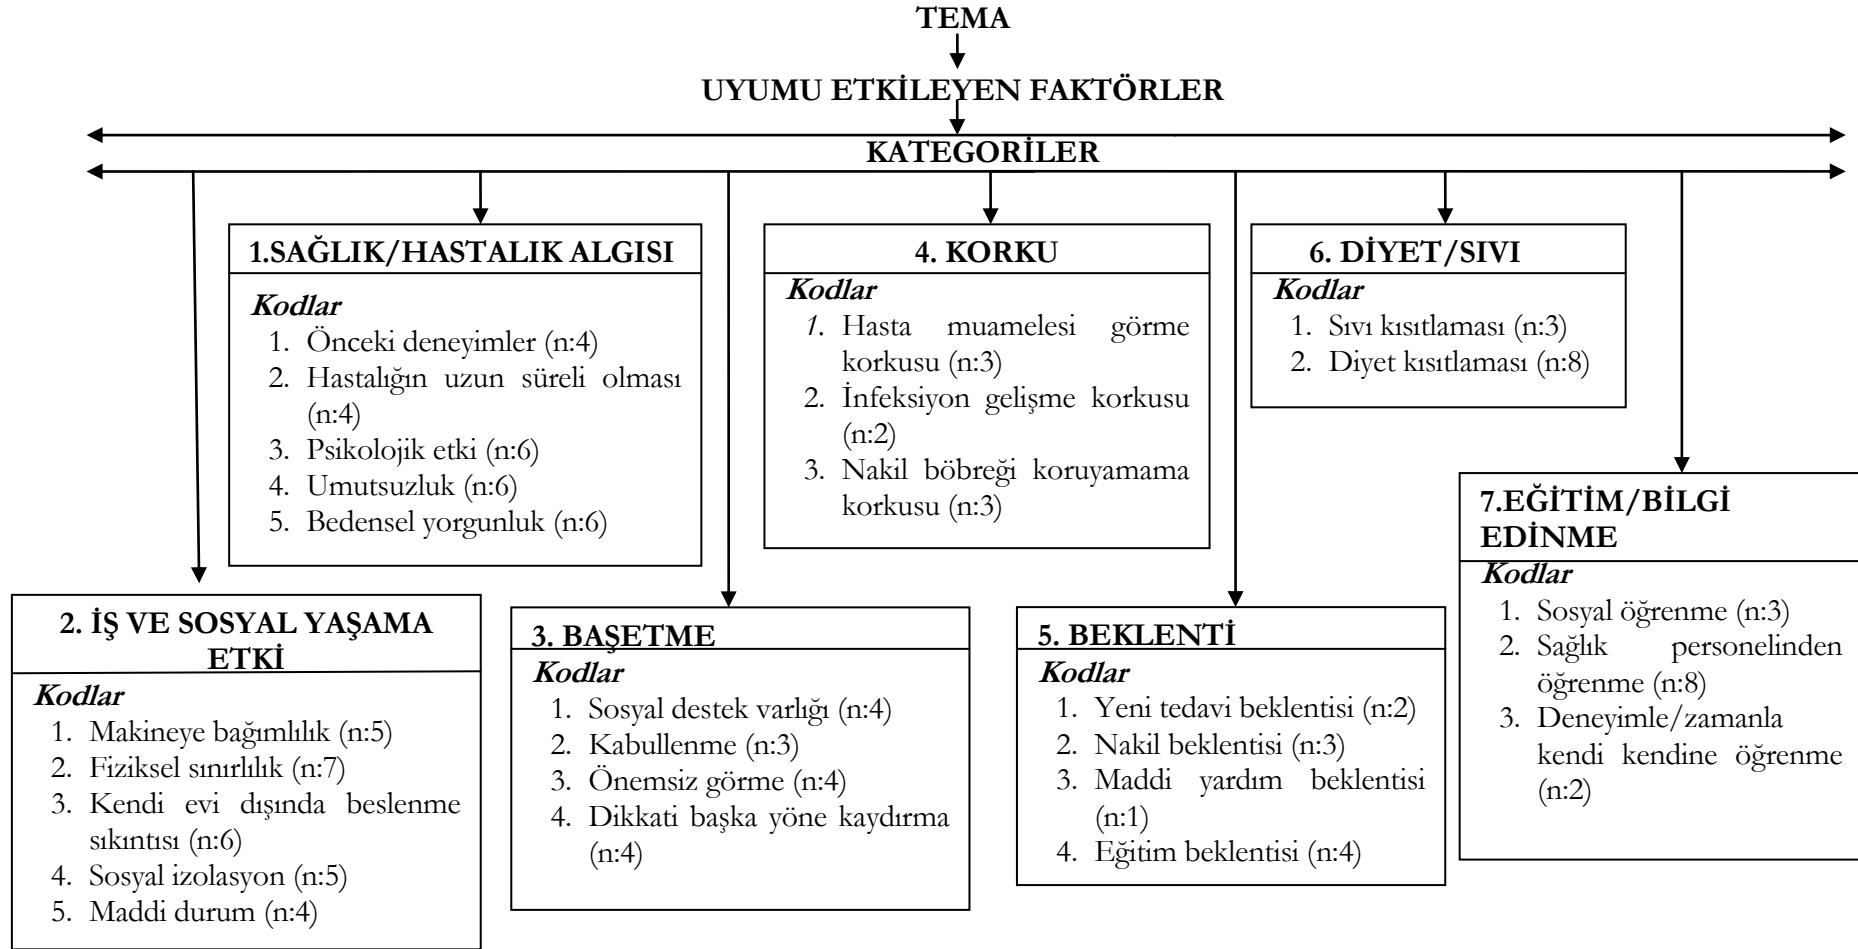 TEMA
UYUMU ETKİLEYEN FAKTÖRLER
KATEGORİLER
1.SAĞLIK/HASTALIK ALGISI
Kodlar
1. Önceki deneyimler (n:4)
2. Hastalığın uzun süreli olması
(n:4)
3. Psikolojik etki (n:6)
4. Umutsuzluk (n:6)
5. Bedensel yorgunluk (n:6)
2. İŞ VE SOSYAL YAŞAMA
ETKİ
Kodlar
1. Makineye bağımlılık (n:5)
2. Fiziksel sınırlılık (n:7)
3. Kendi evi dışında beslenme
sıkıntısı (n:6)
4. Sosyal izolasyon (n:5)
5. Maddi durum (n:4)
3. BAŞETME
Kodlar
1. Sosyal destek varlığı (n:4)
2. Kabullenme (n:3)
3. Önemsiz görme (n:4)
4. Dikkati başka yöne kaydırma
(n:4)
4. KORKU
Kodlar
1. Hasta muamelesi görme
korkusu (n:3)
2. İnfeksiyon gelişme korkusu
(n:2)
3. Nakil böbreği koruyamama
korkusu (n:3)
5. BEKLENTİ
Kodlar
1. Yeni tedavi beklentisi (n:2)
2. Nakil beklentisi (n:3)
3. Maddi yardım beklentisi
(n:1)
4. Eğitim beklentisi (n:4)
6. DİYET/SIVI
Kodlar
1. Sıvı kısıtlaması (n:3)
2. Diyet kısıtlaması (n:8)
7.EĞİTİM/BİLGİ
EDİNME
Kodlar
1. Sosyal öğrenme (n:3)
2. Sağlık personelinden
öğrenme (n:8)
3. Deneyimle/zamanla
kendi kendine öğrenme
(n:2)